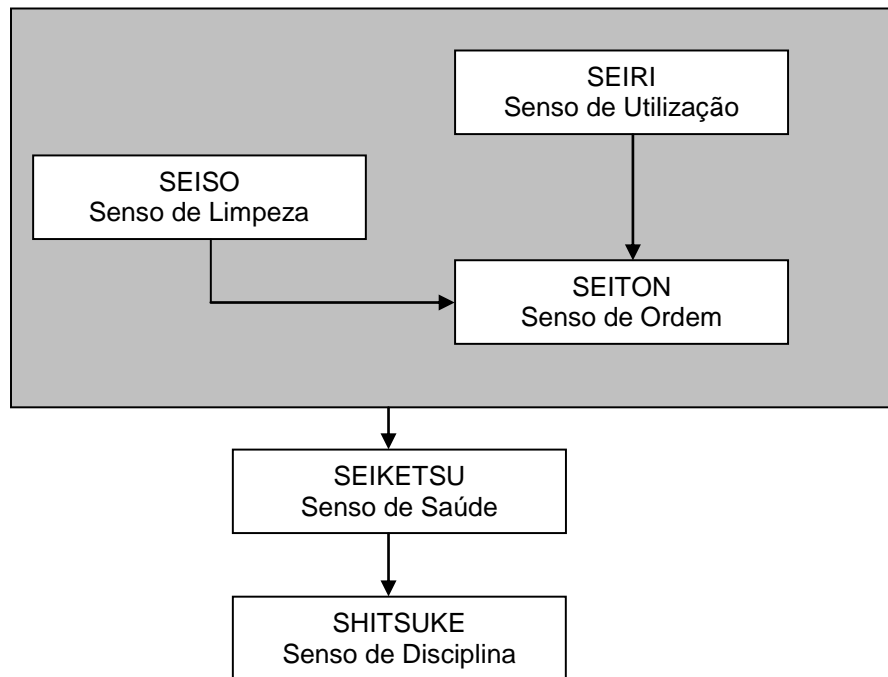 SEIRI
Senso de Utilização
SEISO
Senso de Limpeza
SEITON
Senso de Ordem
SEIKETSU
Senso de Saúde
SHITSUKE
Senso de Disciplina